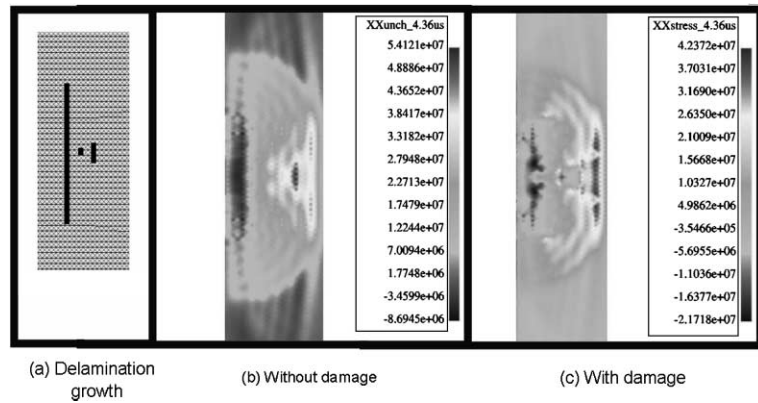 XXunch_4.36us
5.4121e+07
4.8886e+07
4.3652e+07
3.8417e+07
3.3182e+07
2.7948e+07
2.2713e+07
1.7479e+07
1.2244e+07
7.0094e+06
1.7748e+06
-3.4599e+06
-8.6945e+06
XXstress_4.36us
4.2372e+07
3.7031e+07
3.1690e+07
2.6350e+07
2.1009e+07
1.5668e+07
1.0327e+07
4.9862e+06
-3.5466e+05
-5.6955e+06
-1.1036e+07
-1.6377e+07
-2.1718e+07
(a) Delamination
growth
(b) Without damage
(c) With damage